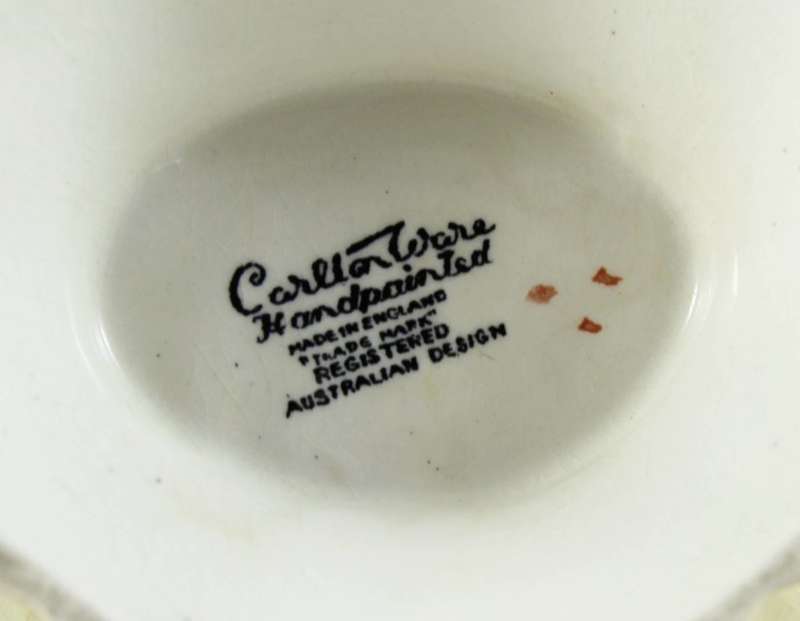 Carlton Ware
Handpainted
MADE IN ENGLAND
"TRADE MARK"
REGISTERED
AUSTRALIAN DESIGN